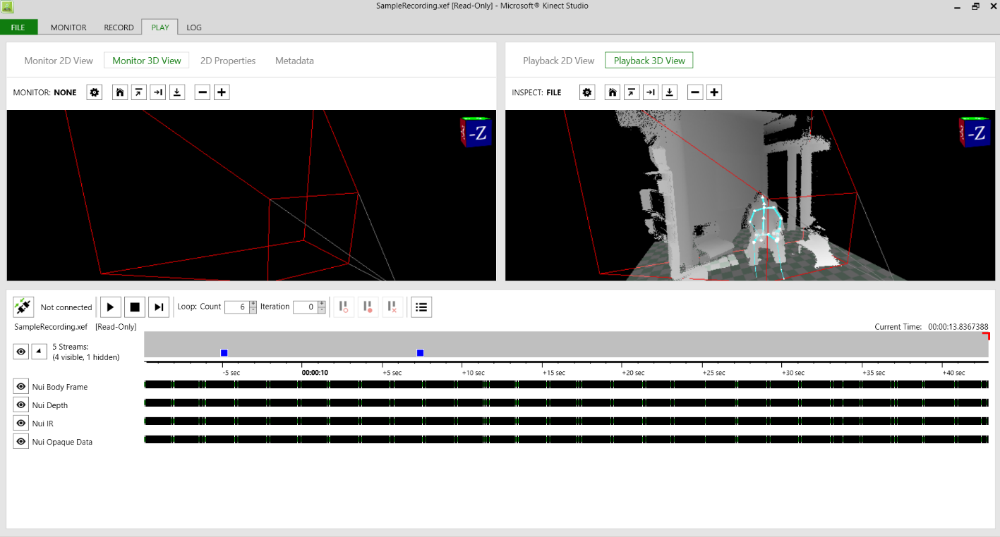 SampleRecording.xef [Read-Only] - Microsoft® Kinect Studio
FILE MONITOR RECORD PLAY LOG
Monitor 2D View Monitor 3D View 2D Properties Metadata
Playback 2D View Playback 3D View
MONITOR: NONE
INSPECT: FILE
-Z
-Z
Not connected
Loop: Count 6 Iteration 0
SampleRecording.xef [Read-Only]
Current Time: 00:00:13.8367388
5 Streams:
(4 visible, 1 hidden)
-5 sec 00:00:10 +5 sec +10 sec +15 sec +20 sec +25 sec +30 sec +35 sec +40 sec
Nui Body Frame
Nui Depth
Nui IR
Nui Opaque Data